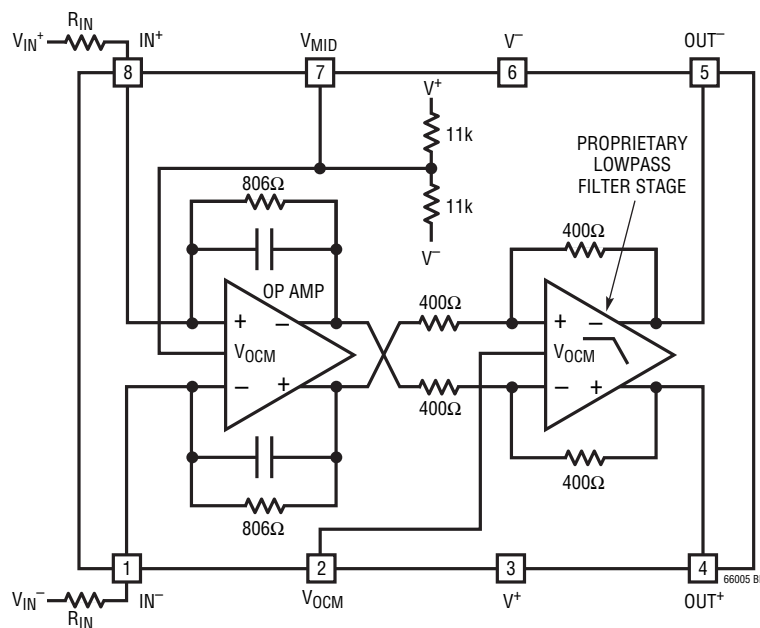 RIN
VIN+
IN+
VMID
V−
OUT−
8
7
6
5
V+
11k
PROPRIETARY
LOWPASS
FILTER STAGE
806Ω
11k
V−
400Ω
OP AMP
400Ω
+
−
+
−
VOCM
VOCM
−
+
−
+
400Ω
400Ω
806Ω
1
2
3
4
66005 B
VIN−
RIN
IN−
VOCM
V+
OUT+